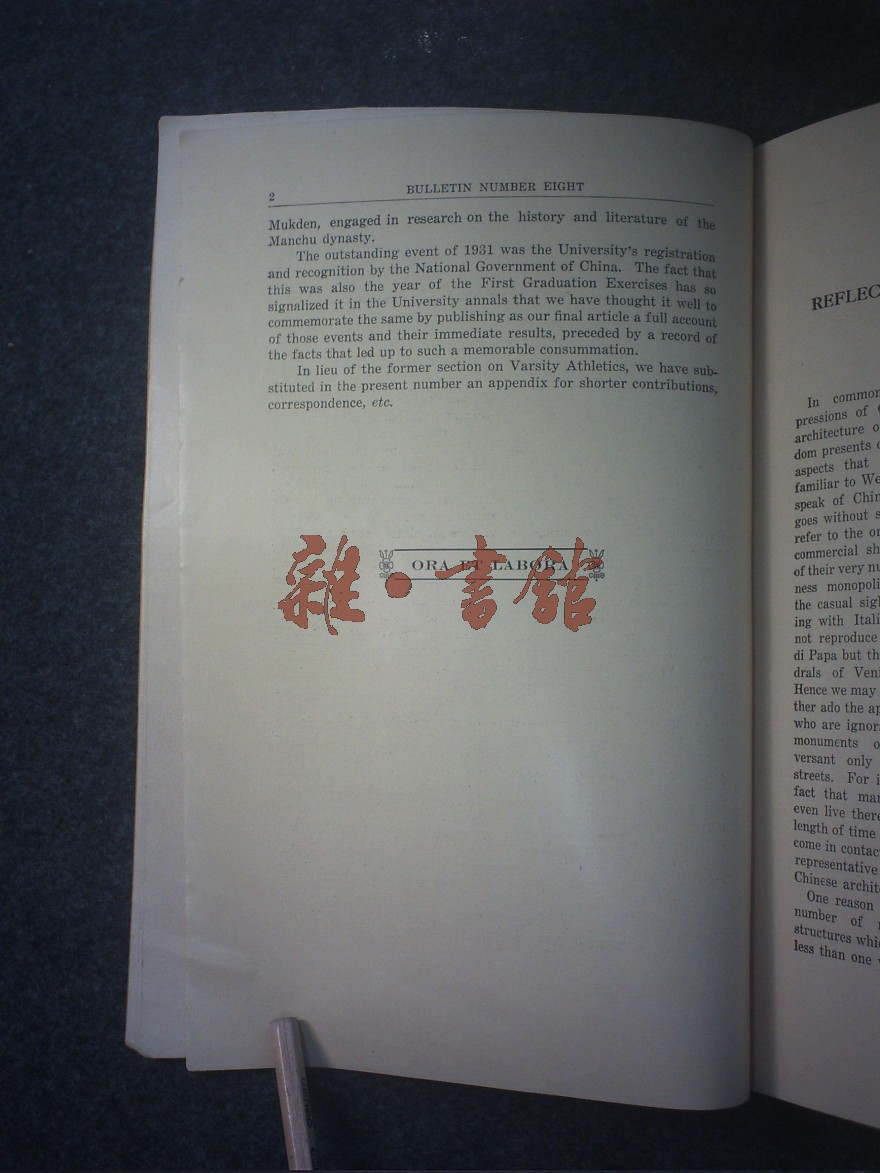 2
BULLETIN NUMBER EIGHT
Mukden, engaged in research on the history and literature of the
Manchu dynasty.
The outstanding event of 1931 was the University's registration
and recognition by the National Government of China. The fact that
this was also the year of the First Graduation Exercises has so
signalized it in the University annals that we have thought it well to
commemorate the same by publishing as our final article a full account
of those events and their immediate results, preceded by a record of
the facts that led up to such a memorable consummation.
In lieu of the former section on Varsity Athletics, we have sub-
stituted in the present number an appendix for shorter contributions,
correspondence, etc.
ORA ET LABORA
雜·書館
REFLEC
In common
pressions of
architecture o
dom presents
aspects that
familiar to We
speak of Chin
goes without s
refer to the or
commercial sh
of their very nu
ness monopoli
the casual sigh
ing with Itali
not reproduce
di Papa but th
drals of Veni
Hence we may
ther ado the ap
who are ignor
monuments o
versant only
streets. For i
fact that mar
even live there
length of time
come in contac
representative
Chinese archit
One reason
number of
structures whi
less than one